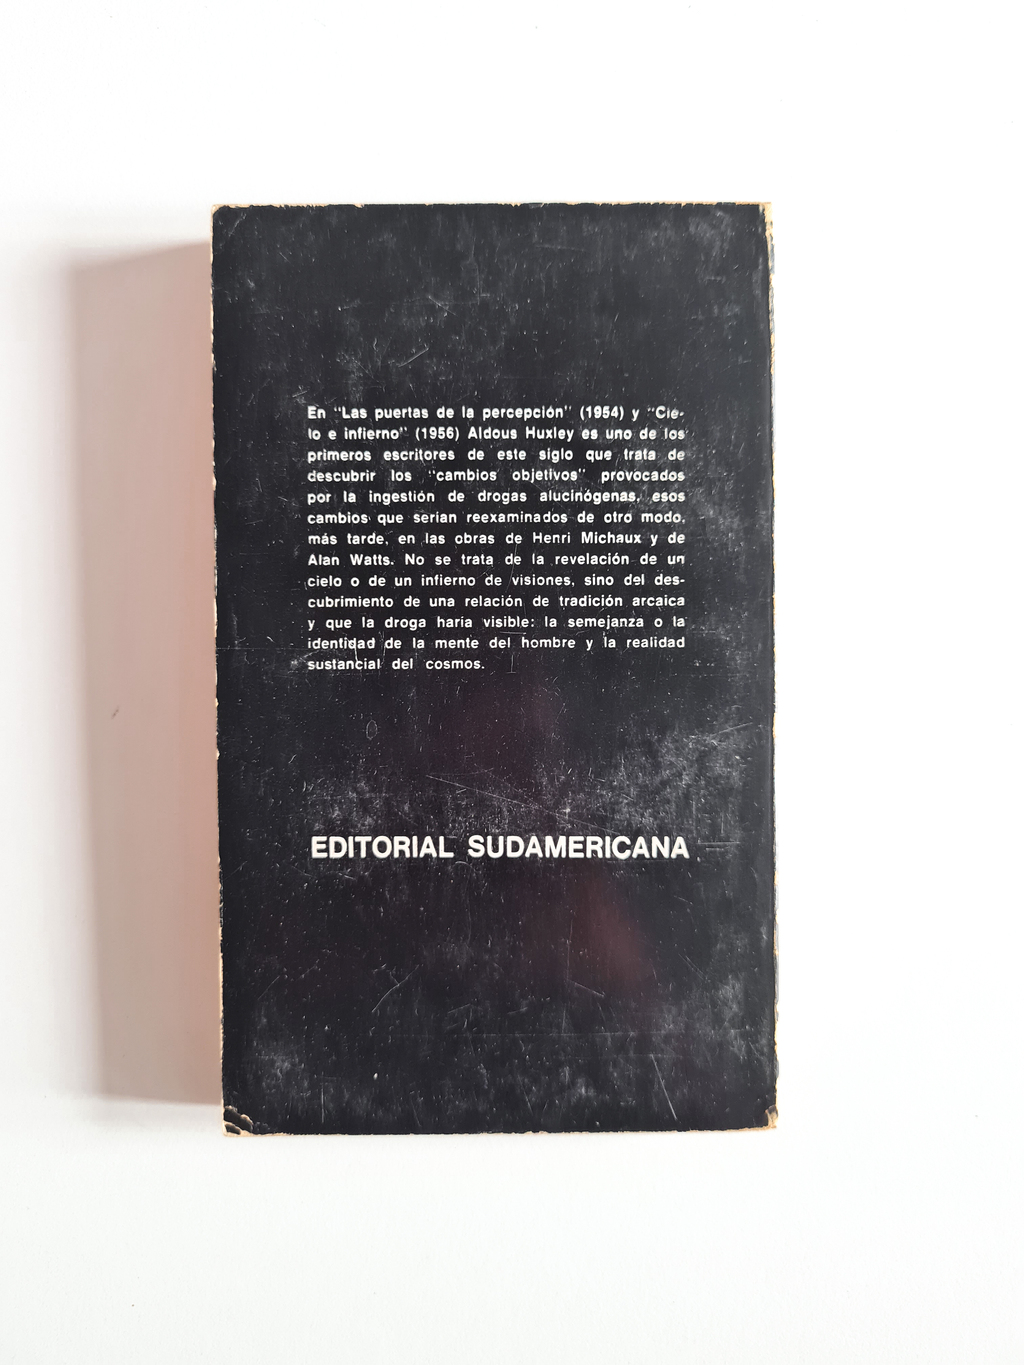 En "Las puertas de la percepción" (1954) y "Cie-
lo e infierno" (1956) Aldous Huxley es uno de los
primeros escritores de este siglo que trata de
descubrir los "cambios objetivos" provocados
por la ingestión de drogas alucinógenas, esos
cambios que serían reexaminados de otro modo,
más tarde, en las obras de Henri Michaux y de
Alan Watts. No se trata de la revelación de un
cielo o de un infierno de visiones, sino del des-
cubrimiento de una relación de tradición arcaica
y que la droga haría visible: la semejanza o la
identidad de la mente del hombre y la realidad
sustancial del cosmos.
EDITORIAL SUDAMERICANA